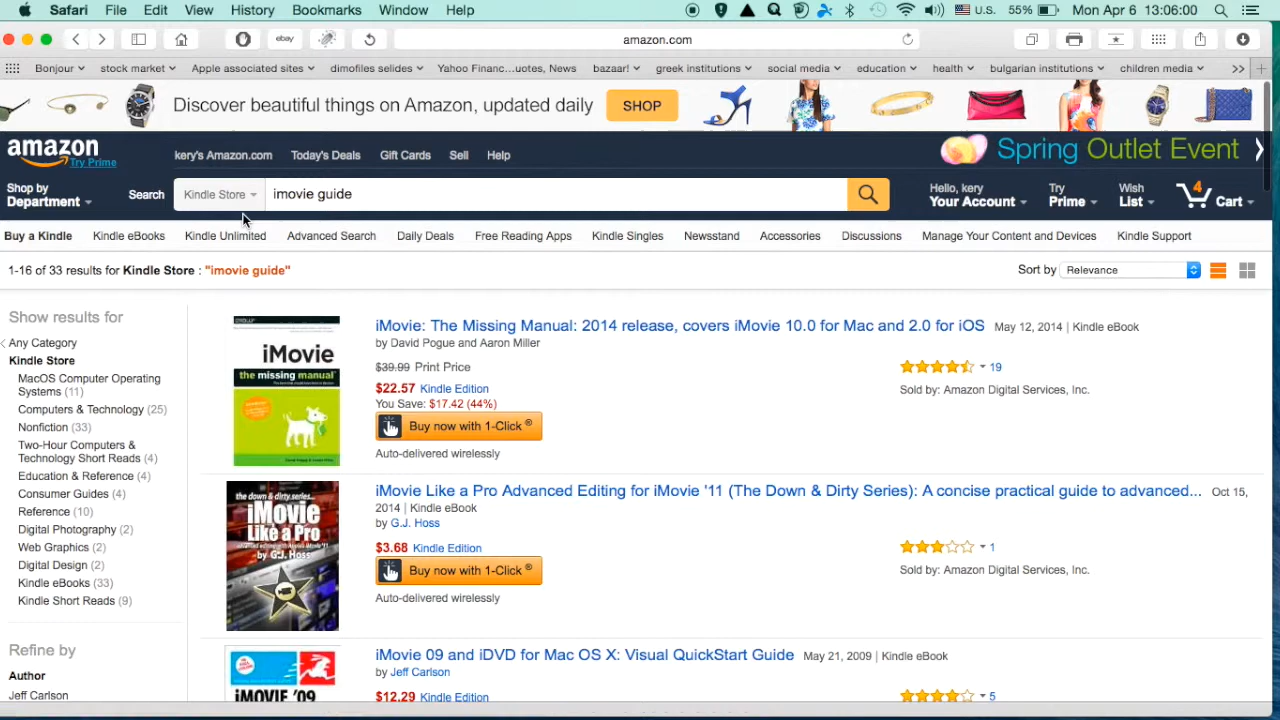 Safari File Edit View History Bookmarks Window Help U.S. 55% Mon Apr 6 13:06:00
ebay amazon.com
Bonjour stock market Apple associated sites dimofiles selides Yahoo Financ...uotes, News bazaar! greek institutions social media education health bulgarian institutions children media
Discover beautiful things on Amazon, updated daily SHOP
amazon
Try Prime
kery's Amazon.com Today's Deals Gift Cards Sell Help
Spring Outlet Event
Shop by
Department
Search Kindle Store imovie guide
Hello, kery
Your Account
Try
Prime
Wish
List
4
Cart
Buy a Kindle Kindle eBooks Kindle Unlimited Advanced Search Daily Deals Free Reading Apps Kindle Singles Newsstand Accessories Discussions Manage Your Content and Devices Kindle Support
1-16 of 33 results for Kindle Store : "imovie guide"
Sort by Relevance
Show results for
Any Category
Kindle Store
MacOS Computer Operating
Systems (11)
Computers & Technology (25)
Nonfiction (33)
Two-Hour Computers &
Technology Short Reads (4)
Education & Reference (4)
Consumer Guides (4)
Reference (10)
Digital Photography (2)
Web Graphics (2)
Digital Design (2)
Kindle eBooks (33)
Kindle Short Reads (9)
Refine by
Author
Jeff Carlson
iMovie
the missing manual
iMovie: The Missing Manual: 2014 release, covers iMovie 10.0 for Mac and 2.0 for iOS May 12, 2014 | Kindle eBook
by David Pogue and Aaron Miller
$39.99 Print Price
$22.57 Kindle Edition
You Save: $17.42 (44%)
Buy now with 1-Click ®
Auto-delivered wirelessly
19
Sold by: Amazon Digital Services, Inc.
the down & dirty series...
iMovie
Like a Pro
by G.J. Hoss
iMovie Like a Pro Advanced Editing for iMovie '11 (The Down & Dirty Series): A concise practical guide to advanced... Oct 15,
2014 | Kindle eBook
by G.J. Hoss
$3.68 Kindle Edition
Buy now with 1-Click ®
Auto-delivered wirelessly
1
Sold by: Amazon Digital Services, Inc.
iMOVIE '09
iMovie 09 and iDVD for Mac OS X: Visual QuickStart Guide May 21, 2009 | Kindle eBook
by Jeff Carlson
$12.29 Kindle Edition
5